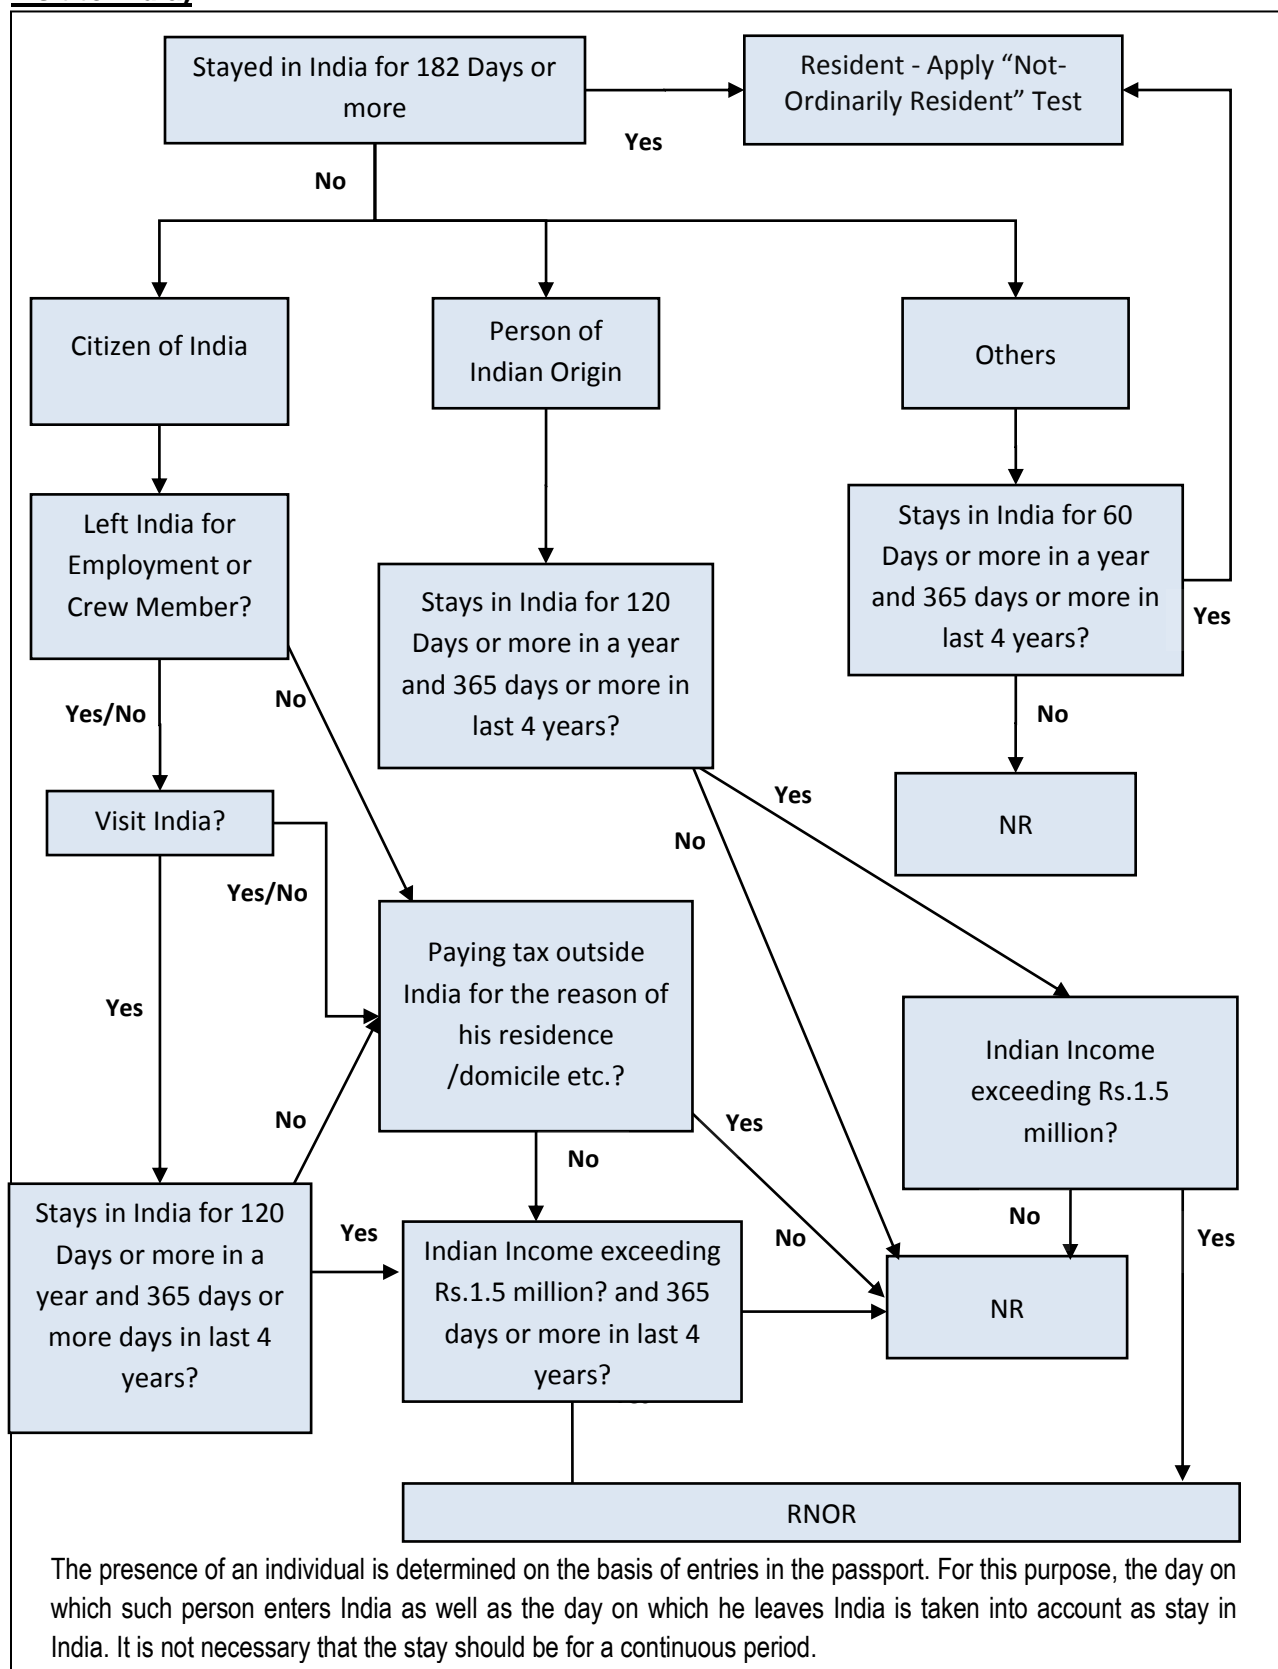 Stayed in India for 182 Days or
more
Resident - Apply “Not-
Ordinarily Resident” Test
Yes
No
Citizen of India
Person of
Indian Origin
Others
Left India for
Employment or
Crew Member?
Stays in India for 120
Days or more in a year
and 365 days or more in
last 4 years?
Stays in India for 60
Days or more in a year
and 365 days or more in
last 4 years?
Yes
Yes/No
No
No
Visit India?
Yes
No
NR
Yes/No
Paying tax outside
India for the reason of
his residence
/domicile etc.?
Yes
Indian Income
exceeding Rs.1.5
million?
No
Yes
No
Stays in India for 120
Days or more in a
year and 365 days or
more days in last 4
years?
Yes
Indian Income exceeding
Rs.1.5 million? and 365
days or more in last 4
years?
No
No
Yes
NR
RNOR
The presence of an individual is determined on the basis of entries in the passport. For this purpose, the day on
which such person enters India as well as the day on which he leaves India is taken into account as stay in
India. It is not necessary that the stay should be for a continuous period.